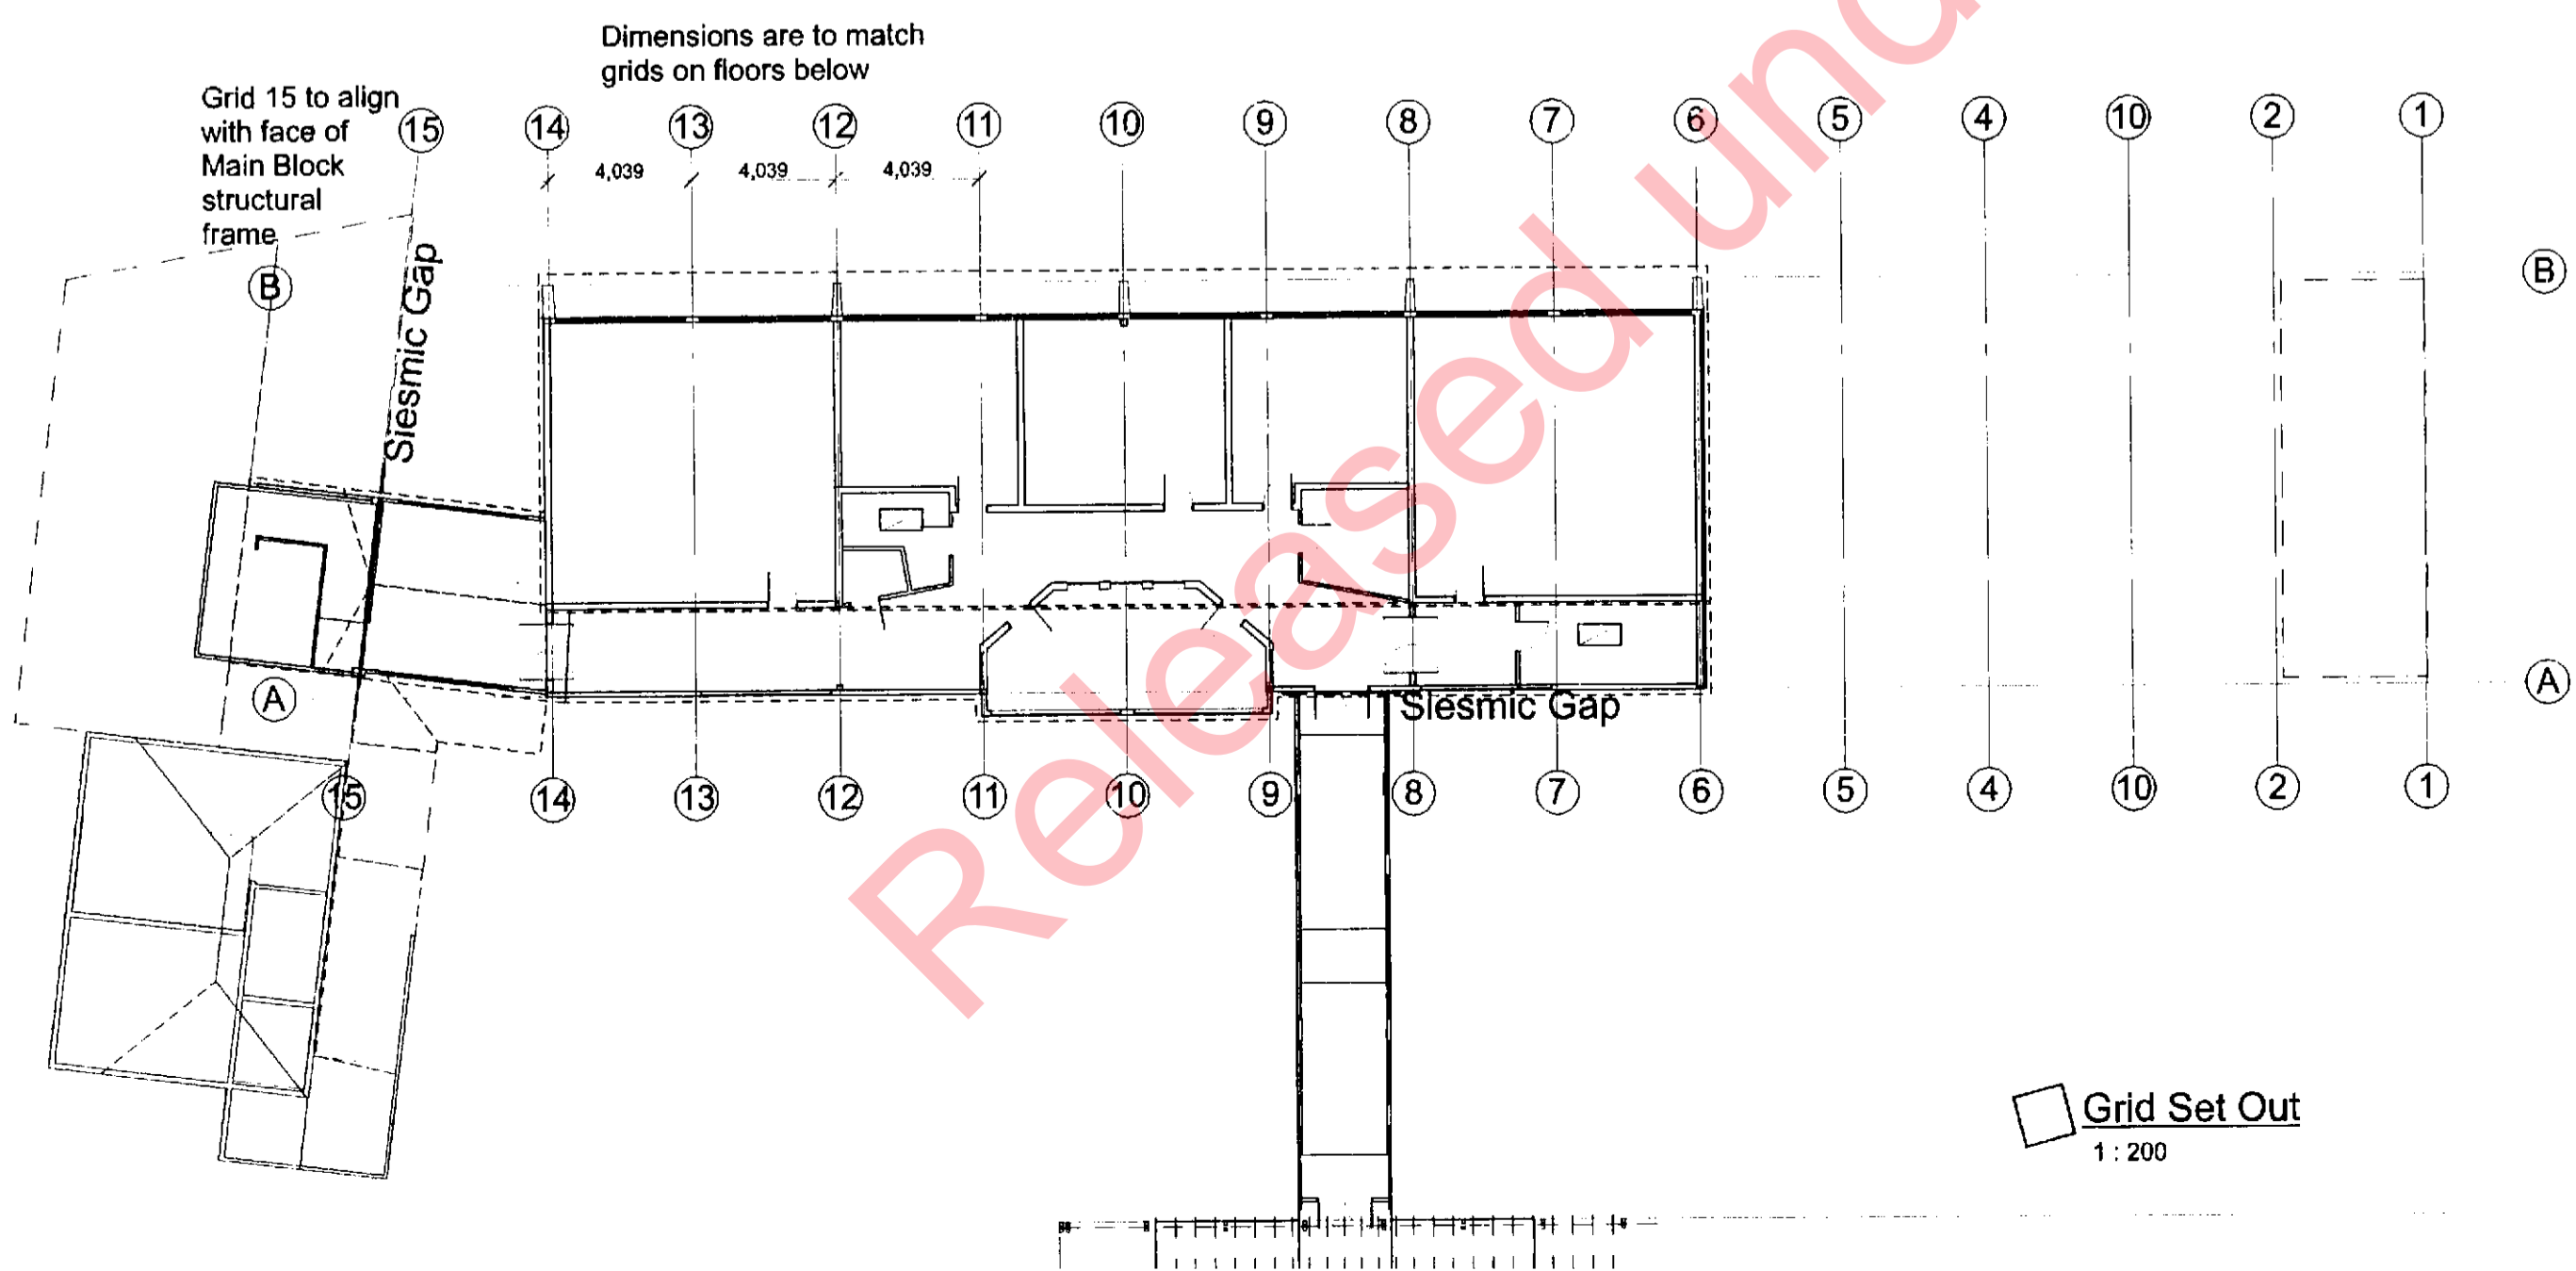 Dimensions are to match
grids on floors below
Grid 15 to align
with face of
Main Block
structural
frame
15 14 13 12 11 10 9 8 7 6 5 4 10 2 1
4,039 4,039 4,039
B
B
Siesmic Gap
A
A
Siesmic Gap
15 14 13 12 11 10 9 8 7 6 5 4 10 2 1
Grid Set Out
1 : 200
Released und